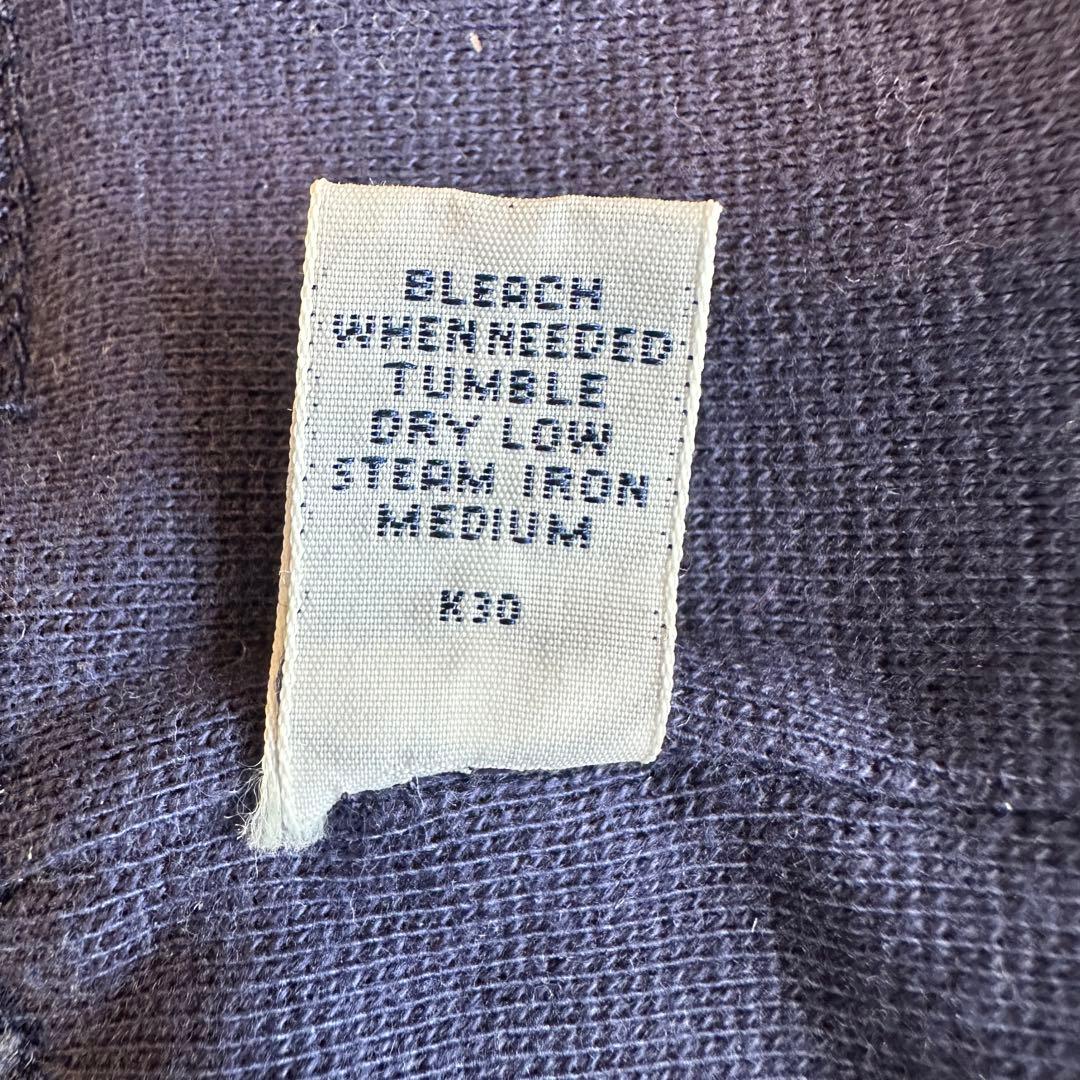 BLEACH
WHEN NEEDED
TUMBLE
DRY LOW
STEAM IRON
MEDIUM
K30